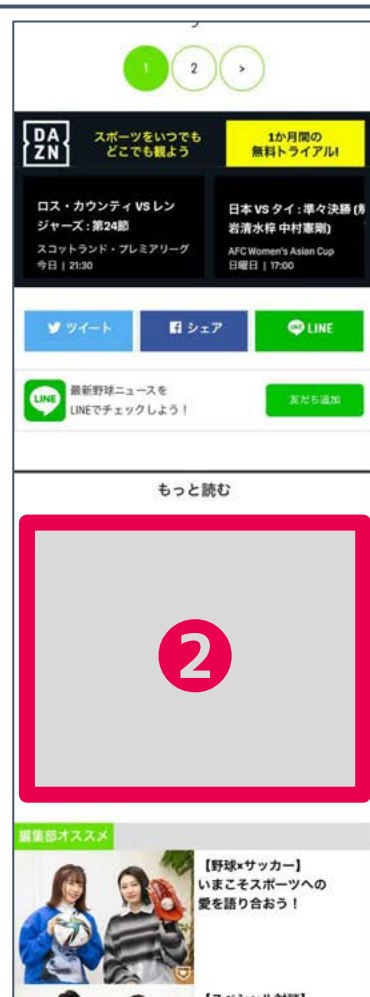 1
2
>
DA
ZN
スポーツをいつでも
どこでも観よう
1か月間の
無料トライアル!
ロス・カウンティ VS レン
ジャーズ : 第24節
スコットランド・プレミアリーグ
今日 | 21:30
日本 VS タイ : 準々決勝 (解
岩清水梓 中村憲剛)
AFC Women's Asian Cup
日曜日 | 17:00
ツイート
シェア
LINE
LINE
最新野球ニュースを
LINEでチェックしよう！
友だち追加
もっと読む
2
編集部オススメ
【野球×サッカー】
いまこそスポーツへの
愛を語り合おう！